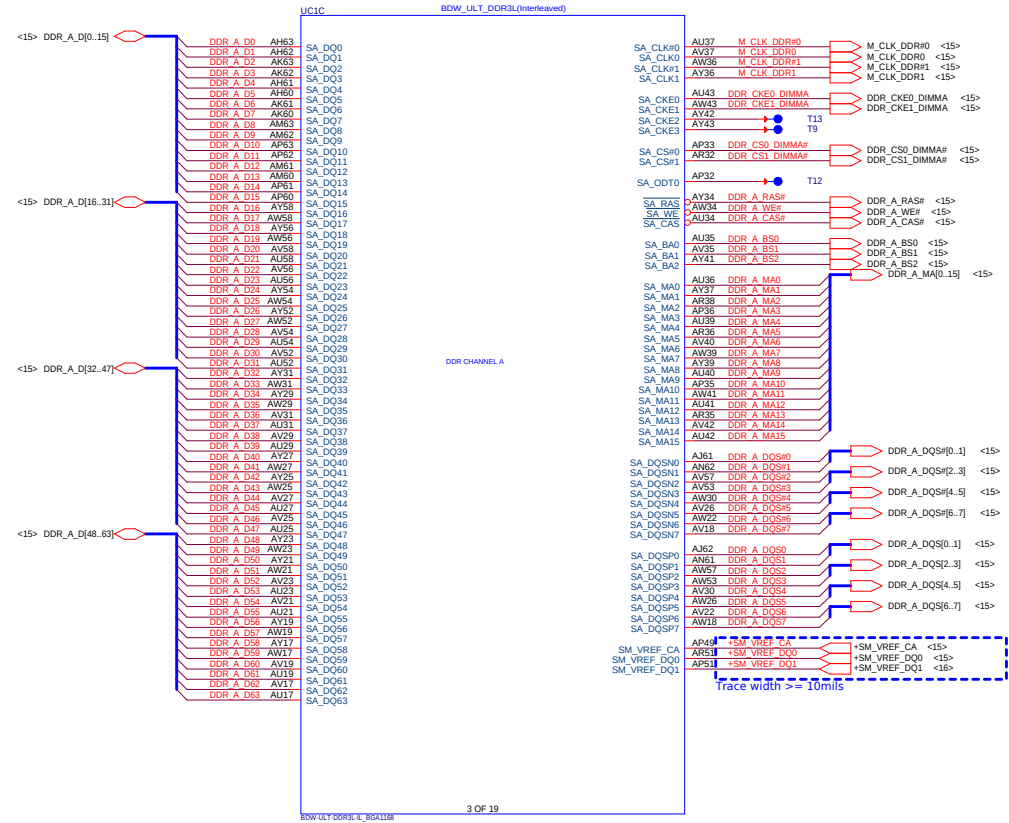 UC1C
BDW_ULT_DDR3L(Interleaved)
<15> DDR_A_D[0..15]
DDR_A_D0 AH63 SA_DQ0
DDR_A_D1 AH62 SA_DQ1
DDR_A_D2 AK63 SA_DQ2
DDR_A_D3 AK62 SA_DQ3
DDR_A_D4 AH61 SA_DQ4
DDR_A_D5 AH60 SA_DQ5
DDR_A_D6 AK61 SA_DQ6
DDR_A_D7 AK60 SA_DQ7
DDR_A_D8 AM63 SA_DQ8
DDR_A_D9 AM62 SA_DQ9
DDR_A_D10 AP63 SA_DQ10
DDR_A_D11 AP62 SA_DQ11
DDR_A_D12 AM61 SA_DQ12
DDR_A_D13 AM60 SA_DQ13
DDR_A_D14 AP61 SA_DQ14
DDR_A_D15 AP60 SA_DQ15
<15> DDR_A_D[16..31]
DDR_A_D16 AY58 SA_DQ16
DDR_A_D17 AW58 SA_DQ17
DDR_A_D18 AY56 SA_DQ18
DDR_A_D19 AW56 SA_DQ19
DDR_A_D20 AV58 SA_DQ20
DDR_A_D21 AU58 SA_DQ21
DDR_A_D22 AV56 SA_DQ22
DDR_A_D23 AU56 SA_DQ23
DDR_A_D24 AY54 SA_DQ24
DDR_A_D25 AW54 SA_DQ25
DDR_A_D26 AY52 SA_DQ26
DDR_A_D27 AW52 SA_DQ27
DDR_A_D28 AV54 SA_DQ28
DDR_A_D29 AU54 SA_DQ29
DDR_A_D30 AV52 SA_DQ30
DDR_A_D31 AU52 SA_DQ31
<15> DDR_A_D[32..47]
DDR_A_D32 AY31 SA_DQ32
DDR_A_D33 AW31 SA_DQ33
DDR_A_D34 AY29 SA_DQ34
DDR_A_D35 AW29 SA_DQ35
DDR_A_D36 AV31 SA_DQ36
DDR_A_D37 AU31 SA_DQ37
DDR_A_D38 AV29 SA_DQ38
DDR_A_D39 AU29 SA_DQ39
DDR_A_D40 AY27 SA_DQ40
DDR_A_D41 AW27 SA_DQ41
DDR_A_D42 AY25 SA_DQ42
DDR_A_D43 AW25 SA_DQ43
DDR_A_D44 AV27 SA_DQ44
DDR_A_D45 AU27 SA_DQ45
DDR_A_D46 AV25 SA_DQ46
DDR_A_D47 AU25 SA_DQ47
<15> DDR_A_D[48..63]
DDR_A_D48 AY23 SA_DQ48
DDR_A_D49 AW23 SA_DQ49
DDR_A_D50 AY21 SA_DQ50
DDR_A_D51 AW21 SA_DQ51
DDR_A_D52 AV23 SA_DQ52
DDR_A_D53 AU23 SA_DQ53
DDR_A_D54 AV21 SA_DQ54
DDR_A_D55 AU21 SA_DQ55
DDR_A_D56 AY19 SA_DQ56
DDR_A_D57 AW19 SA_DQ57
DDR_A_D58 AY17 SA_DQ58
DDR_A_D59 AW17 SA_DQ59
DDR_A_D60 AV19 SA_DQ60
DDR_A_D61 AU19 SA_DQ61
DDR_A_D62 AV17 SA_DQ62
DDR_A_D63 AU17 SA_DQ63
DDR CHANNEL A
SA_CLK#0 AU37 M_CLK_DDR#0 M_CLK_DDR#0 <15>
SA_CLK0 AV37 M_CLK_DDR0 M_CLK_DDR0 <15>
SA_CLK#1 AW36 M_CLK_DDR#1 M_CLK_DDR#1 <15>
SA_CLK1 AY36 M_CLK_DDR1 M_CLK_DDR1 <15>
SA_CKE0 AU43 DDR_CKE0_DIMMA DDR_CKE0_DIMMA <15>
SA_CKE1 AW43 DDR_CKE1_DIMMA DDR_CKE1_DIMMA <15>
SA_CKE2 AY42 T13
SA_CKE3 AY43 T9
SA_CS#0 AP33 DDR_CS0_DIMMA# DDR_CS0_DIMMA# <15>
SA_CS#1 AR32 DDR_CS1_DIMMA# DDR_CS1_DIMMA# <15>
SA_ODT0 AP32 T12
SA_RAS AY34 DDR_A_RAS# DDR_A_RAS# <15>
SA_WE AW34 DDR_A_WE# DDR_A_WE# <15>
SA_CAS AU34 DDR_A_CAS# DDR_A_CAS# <15>
SA_BA0 AU35 DDR_A_BS0 DDR_A_BS0 <15>
SA_BA1 AV35 DDR_A_BS1 DDR_A_BS1 <15>
SA_BA2 AY41 DDR_A_BS2 DDR_A_BS2 <15>
DDR_A_MA[0..15] <15>
SA_MA0 AU36 DDR_A_MA0
SA_MA1 AY37 DDR_A_MA1
SA_MA2 AR38 DDR_A_MA2
SA_MA3 AP36 DDR_A_MA3
SA_MA4 AU39 DDR_A_MA4
SA_MA5 AR36 DDR_A_MA5
SA_MA6 AV40 DDR_A_MA6
SA_MA7 AW39 DDR_A_MA7
SA_MA8 AY39 DDR_A_MA8
SA_MA9 AU40 DDR_A_MA9
SA_MA10 AP35 DDR_A_MA10
SA_MA11 AW41 DDR_A_MA11
SA_MA12 AU41 DDR_A_MA12
SA_MA13 AR35 DDR_A_MA13
SA_MA14 AV42 DDR_A_MA14
SA_MA15 AU42 DDR_A_MA15
DDR_A_DQS#[0..1] <15>
SA_DQSN0 AJ61 DDR_A_DQS#0
SA_DQSN1 AN62 DDR_A_DQS#1
DDR_A_DQS#[2..3] <15>
SA_DQSN2 AV57 DDR_A_DQS#2
SA_DQSN3 AV53 DDR_A_DQS#3
DDR_A_DQS#[4..5] <15>
SA_DQSN4 AW30 DDR_A_DQS#4
SA_DQSN5 AV26 DDR_A_DQS#5
DDR_A_DQS#[6..7] <15>
SA_DQSN6 AW22 DDR_A_DQS#6
SA_DQSN7 AV18 DDR_A_DQS#7
DDR_A_DQS[0..1] <15>
SA_DQSP0 AJ62 DDR_A_DQS0
SA_DQSP1 AN61 DDR_A_DQS1
DDR_A_DQS[2..3] <15>
SA_DQSP2 AW57 DDR_A_DQS2
SA_DQSP3 AW53 DDR_A_DQS3
DDR_A_DQS[4..5] <15>
SA_DQSP4 AV30 DDR_A_DQS4
SA_DQSP5 AW26 DDR_A_DQS5
DDR_A_DQS[6..7] <15>
SA_DQSP6 AV22 DDR_A_DQS6
SA_DQSP7 AW18 DDR_A_DQS7
SM_VREF_CA AP49 +SM_VREF_CA +SM_VREF_CA <15>
SM_VREF_DQ0 AR51 +SM_VREF_DQ0 +SM_VREF_DQ0 <15>
SM_VREF_DQ1 AP51 +SM_VREF_DQ1 +SM_VREF_DQ1 <16>
Trace width >= 10mils
3 OF 19
BDW-ULT-DDR3L-IL_BGA1168